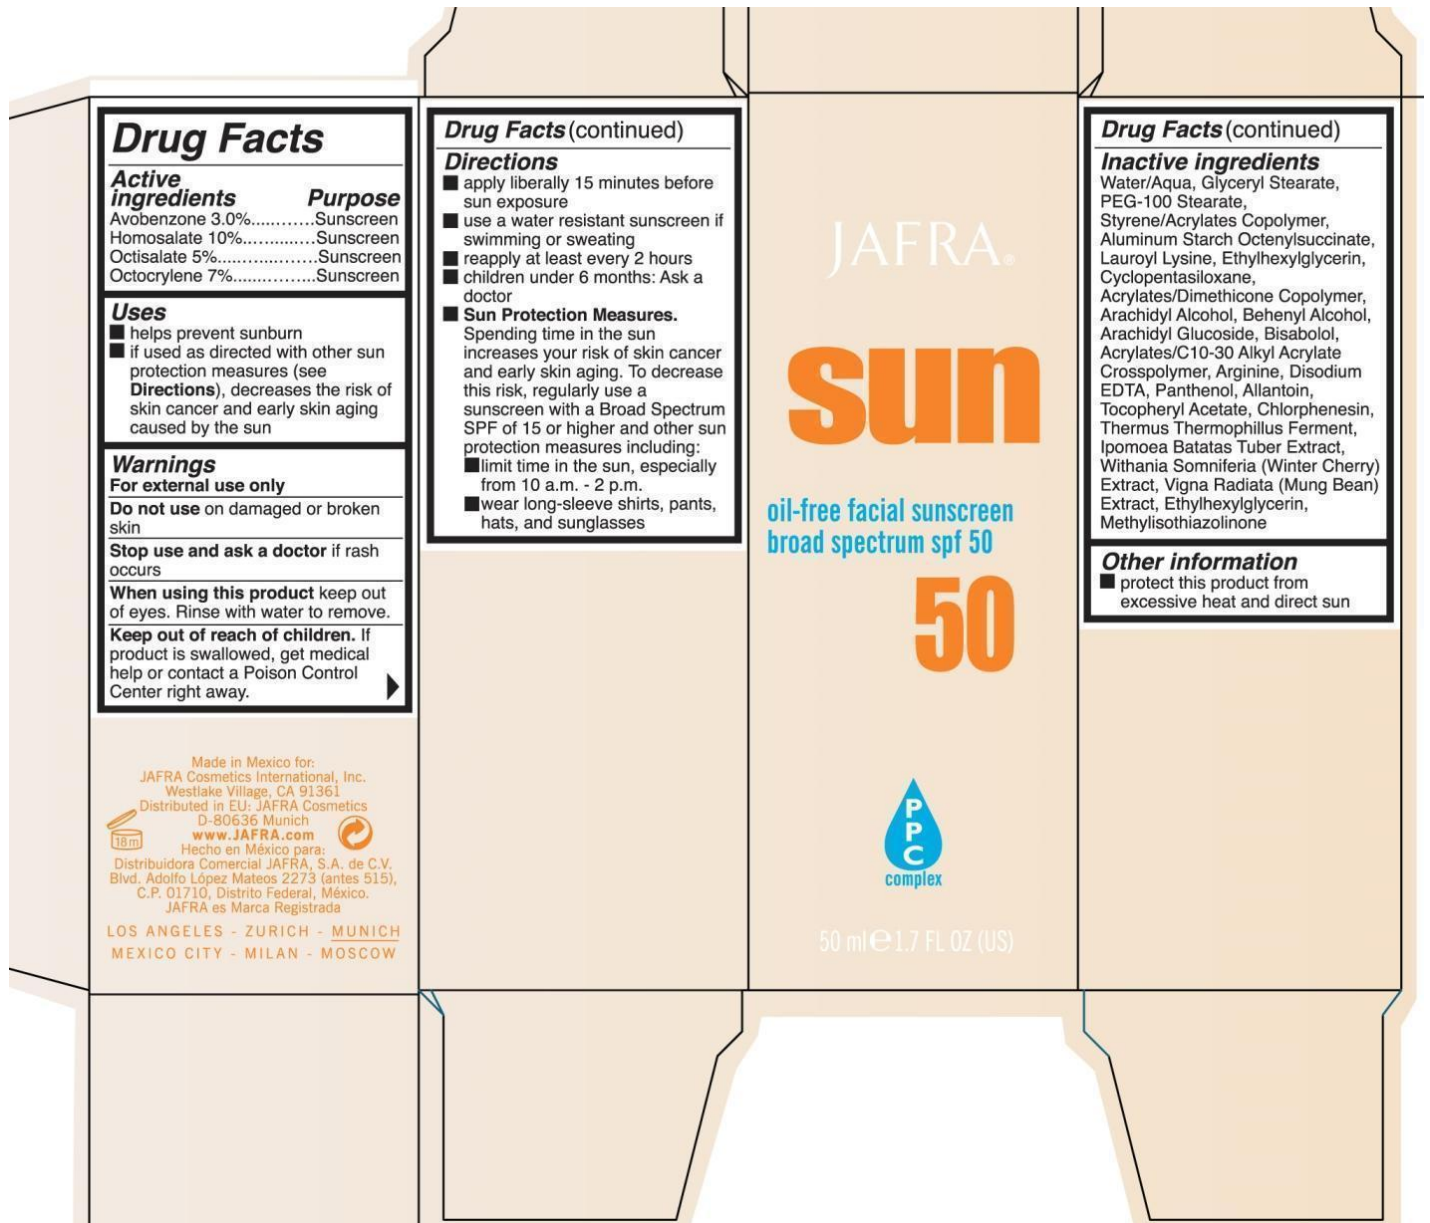 Drug Facts
Active
ingredients Purpose
Avobenzone 3.0%............Sunscreen
Homosalate 10%............Sunscreen
Octisalate 5%.................Sunscreen
Octocrylene 7%...............Sunscreen
Uses
■ helps prevent sunburn
■ if used as directed with other sun
protection measures (see
Directions), decreases the risk of
skin cancer and early skin aging
caused by the sun
Warnings
For external use only
Do not use on damaged or broken
skin
Stop use and ask a doctor if rash
occurs
When using this product keep out
of eyes. Rinse with water to remove.
Keep out of reach of children. If
product is swallowed, get medical
help or contact a Poison Control
Center right away.
Made in Mexico for:
JAFRA Cosmetics International, Inc.
Westlake Village, CA 91361
Distributed in EU: JAFRA Cosmetics
D-80636 Munich
www.JAFRA.com
18m
Hecho en México para:
Distribuidora Comercial JAFRA, S.A. de C.V.
Blvd. Adolfo López Mateos 2273 (antes 515),
C.P. 01710, Distrito Federal, México.
JAFRA es Marca Registrada
LOS ANGELES - ZURICH - MUNICH
MEXICO CITY - MILAN - MOSCOW
Drug Facts (continued)
Directions
■ apply liberally 15 minutes before
sun exposure
■ use a water resistant sunscreen if
swimming or sweating
■ reapply at least every 2 hours
■ children under 6 months: Ask a
doctor
■ Sun Protection Measures.
Spending time in the sun
increases your risk of skin cancer
and early skin aging. To decrease
this risk, regularly use a
sunscreen with a Broad Spectrum
SPF of 15 or higher and other sun
protection measures including:
■ limit time in the sun, especially
from 10 a.m. - 2 p.m.
■ wear long-sleeve shirts, pants,
hats, and sunglasses
JAFRA®
sun
oil-free facial sunscreen
broad spectrum spf 50
50
P
P
C
complex
50 ml e 1.7 FL OZ (US)
Drug Facts (continued)
Inactive ingredients
Water/Aqua, Glyceryl Stearate,
PEG-100 Stearate,
Styrene/Acrylates Copolymer,
Aluminum Starch Octenylsuccinate,
Lauroyl Lysine, Ethylhexylglycerin,
Cyclopentasiloxane,
Acrylates/Dimethicone Copolymer,
Arachidyl Alcohol, Behenyl Alcohol,
Arachidyl Glucoside, Bisabolol,
Acrylates/C10-30 Alkyl Acrylate
Crosspolymer, Arginine, Disodium
EDTA, Panthenol, Allantoin,
Tocopheryl Acetate, Chlorphenesin,
Thermus Thermophillus Ferment,
Ipomoea Batatas Tuber Extract,
Withania Somniferia (Winter Cherry)
Extract, Vigna Radiata (Mung Bean)
Extract, Ethylhexylglycerin,
Methylisothiazolinone
Other information
■ protect this product from
excessive heat and direct sun